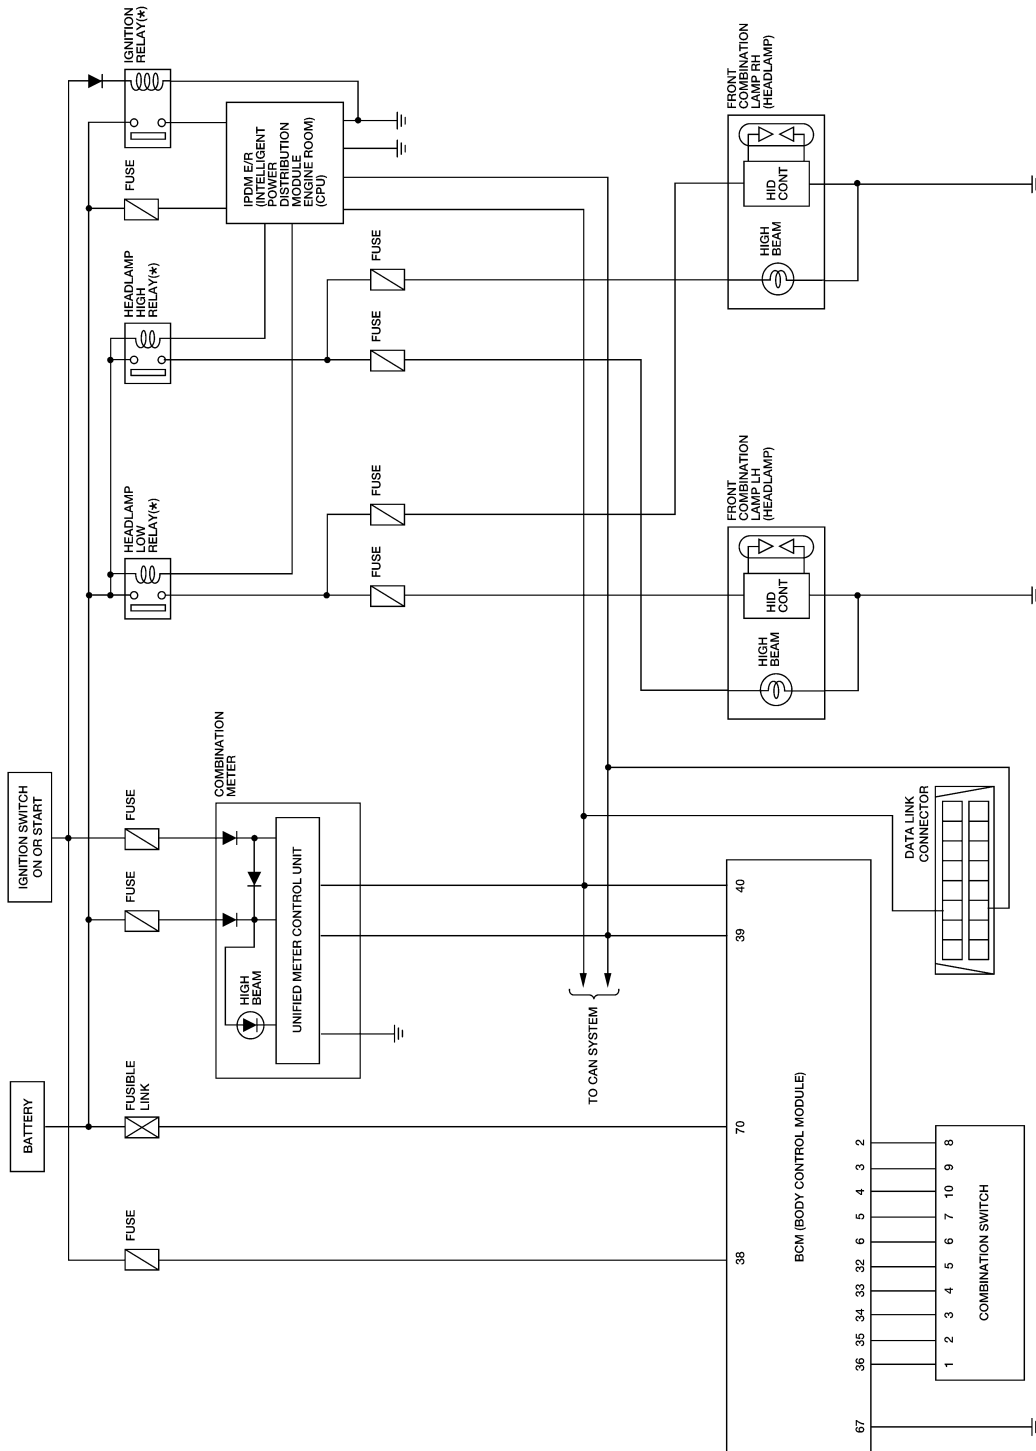 IGNITION SWITCH
ON OR START
BATTERY
IGNITION
RELAY(*)
FUSE
HEADLAMP
HIGH
RELAY(*)
HEADLAMP
LOW
RELAY(*)
FUSE
FUSE
FUSIBLE
LINK
FUSE
IPDM E/R
(INTELLIGENT
POWER
DISTRIBUTION
MODULE
ENGINE ROOM)
(CPU)
COMBINATION
METER
HIGH
BEAM
UNIFIED METER CONTROL UNIT
FUSE
FUSE
FUSE
FUSE
TO CAN SYSTEM
FRONT
COMBINATION
LAMP RH
(HEADLAMP)
HIGH
BEAM
HID
CONT
FRONT
COMBINATION
LAMP LH
(HEADLAMP)
HIGH
BEAM
HID
CONT
DATA LINK
CONNECTOR
40
39
70
38
BCM (BODY CONTROL MODULE)
2
3
4
5
6
32
33
34
35
36
67
8
9
10
7
6
5
4
3
2
1
COMBINATION SWITCH